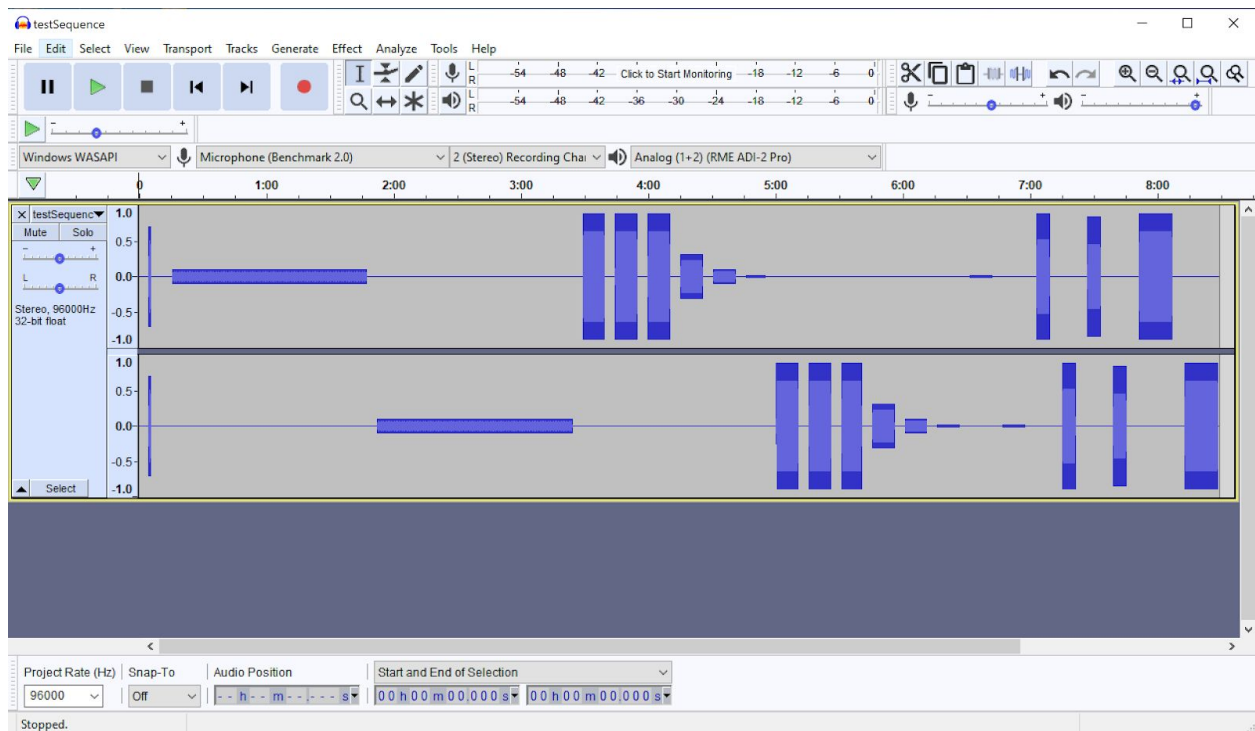 testSequence
File Edit Select View Transport Tracks Generate Effect Analyze Tools Help
L R -54 -48 -42 Click to Start Monitoring -18 -12 -6 0
L R -54 -48 -42 -36 -30 -24 -18 -12 -6 0
Windows WASAPI Microphone (Benchmark 2.0) 2 (Stereo) Recording Chai Analog (1+2) (RME ADI-2 Pro)
0 1:00 2:00 3:00 4:00 5:00 6:00 7:00 8:00
testSequenc 1.0
Mute Solo
- + 0.5
L R 0.0
Stereo, 96000Hz -0.5
32-bit float
-1.0
1.0
0.5
0.0
-0.5
Select -1.0
Project Rate (Hz) Snap-To Audio Position Start and End of Selection
96000 Off - - h - - m - - . - - - s 00 h 00 m 00.000 s 00 h 00 m 00.000 s
Stopped.